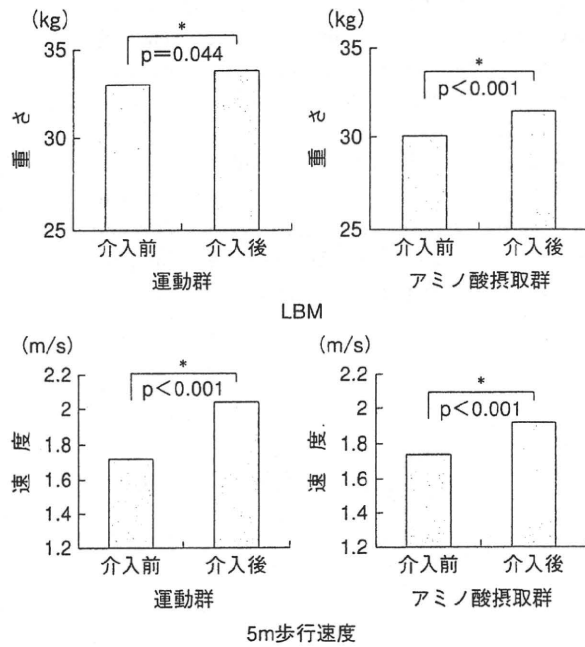 (kg)
35
30
25
重さ
*
p=0.044
介入前
介入後
運動群
(kg)
35
30
25
重さ
*
p<0.001
介入前
介入後
アミノ酸摂取群
LBM
(m/s)
2.2
2
1.8
1.6
1.4
1.2
速度
*
p<0.001
介入前
介入後
運動群
(m/s)
2.2
2
1.8
1.6
1.4
1.2
速度
*
p<0.001
介入前
介入後
アミノ酸摂取群
5m歩行速度